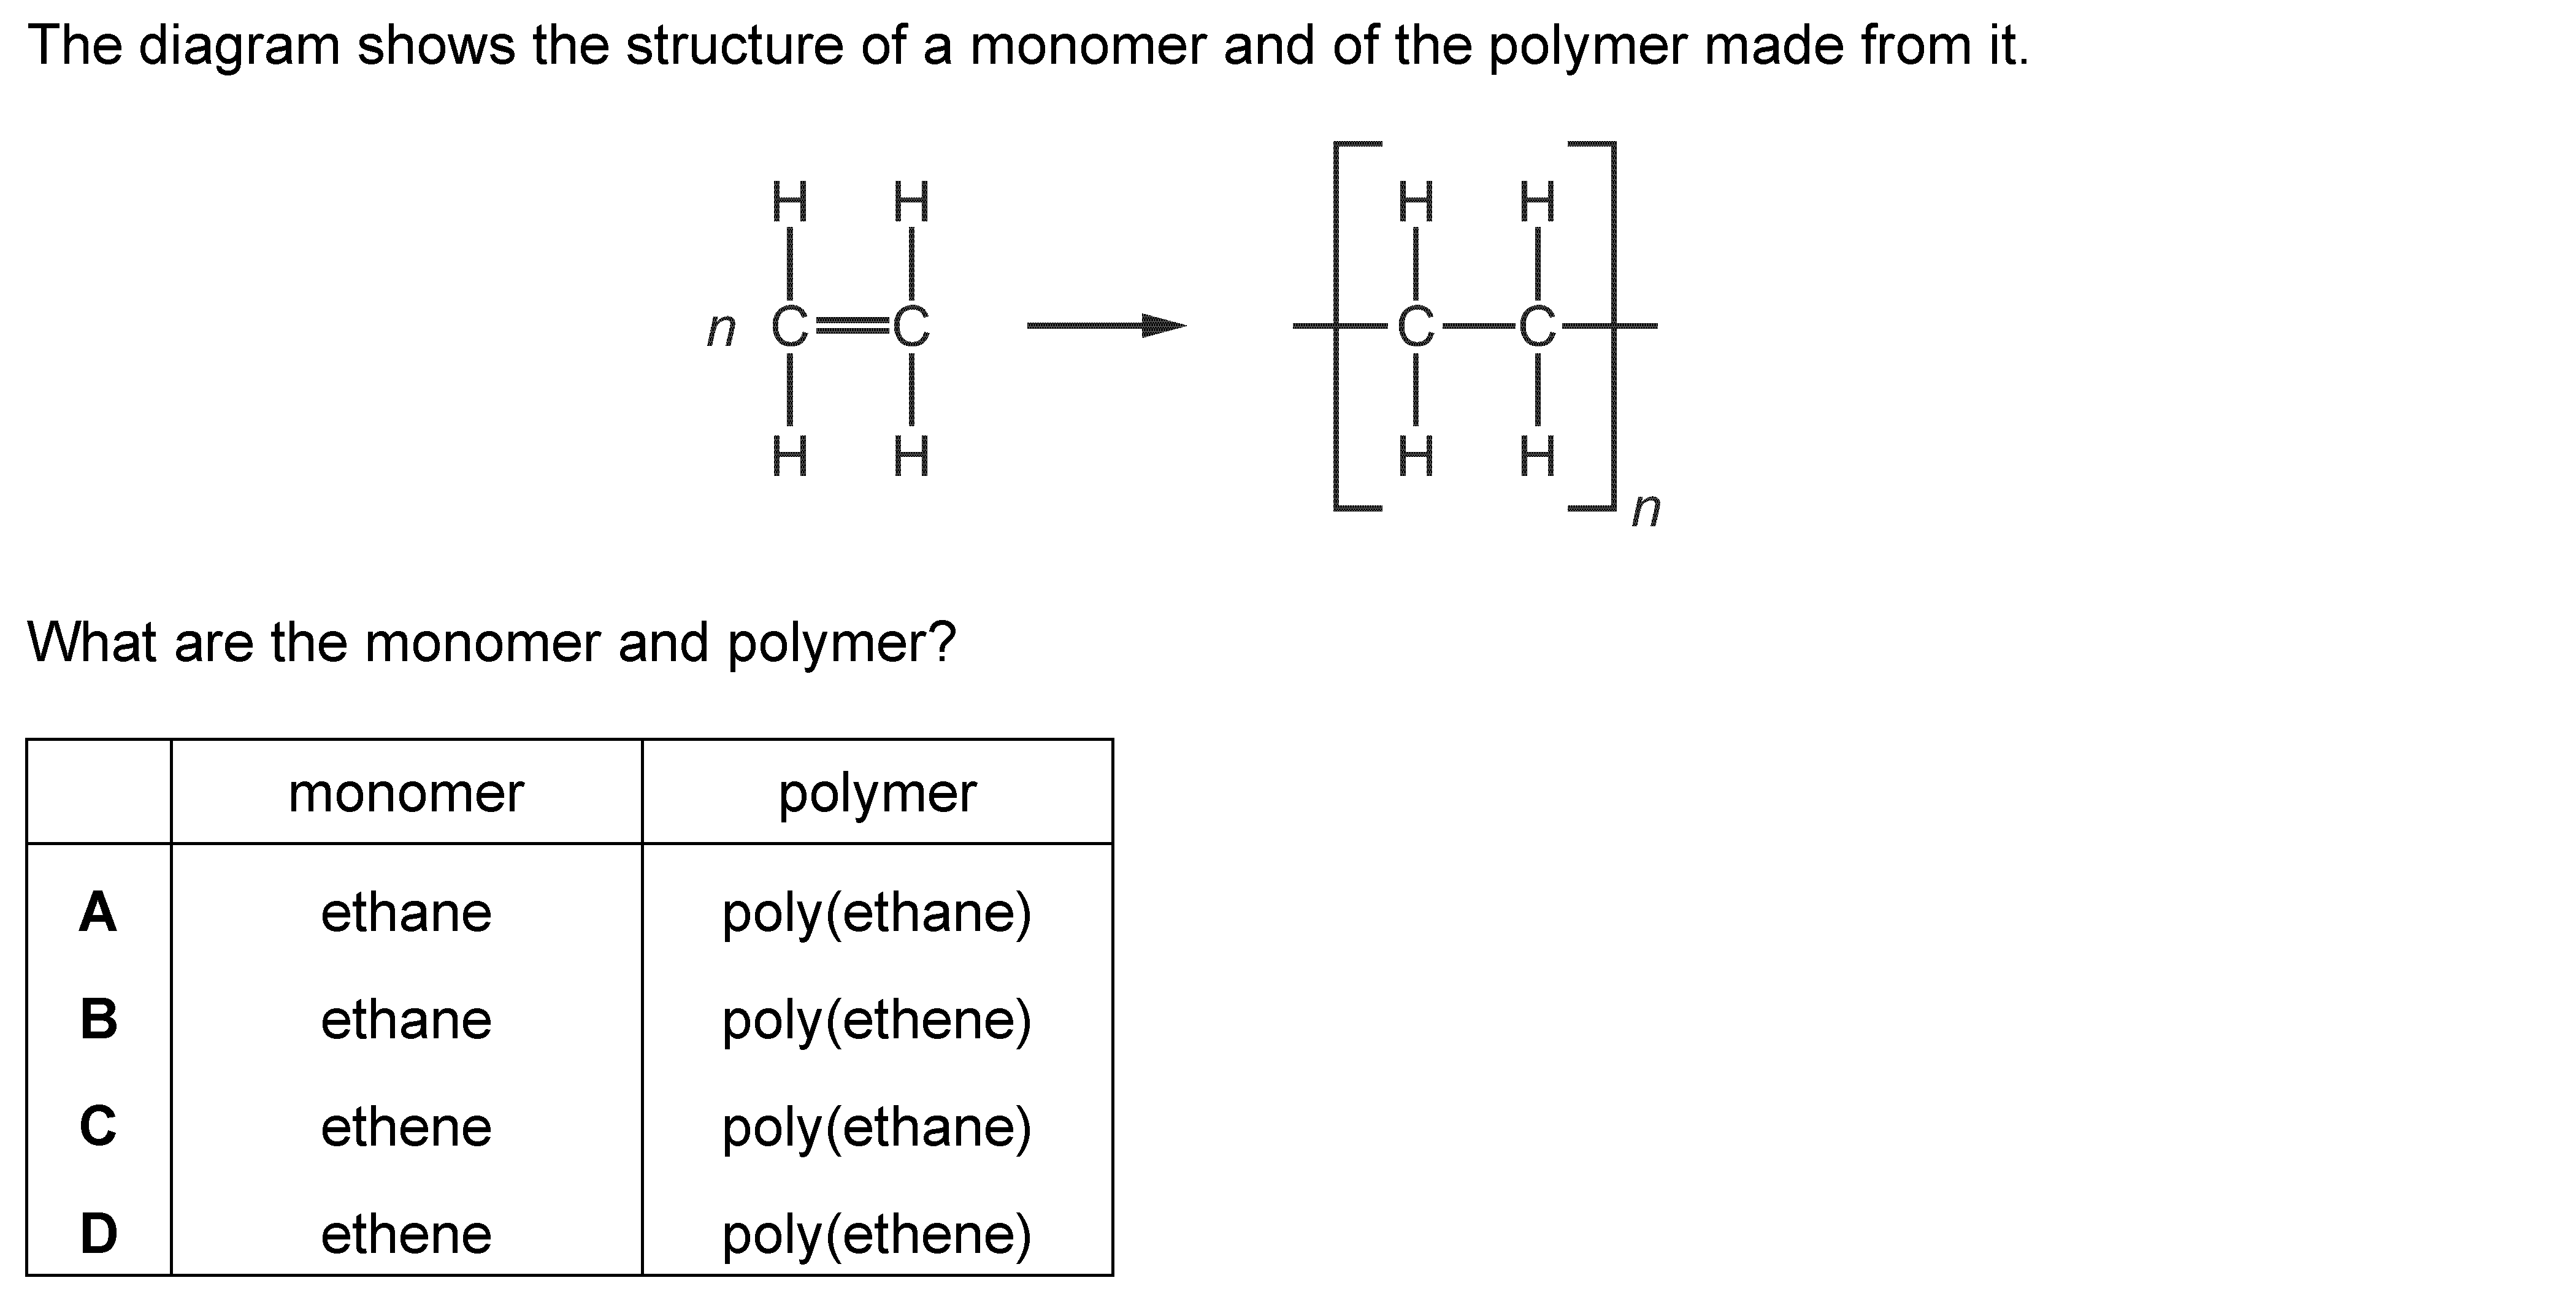 The diagram shows the structure of a monomer and of the polymer made from it.
H H H H
n C C C C
H H H H
n
What are the monomer and polymer?
monomer polymer
A ethane poly(ethane)
B ethane poly(ethene)
C ethene poly(ethane)
D ethene poly(ethene)